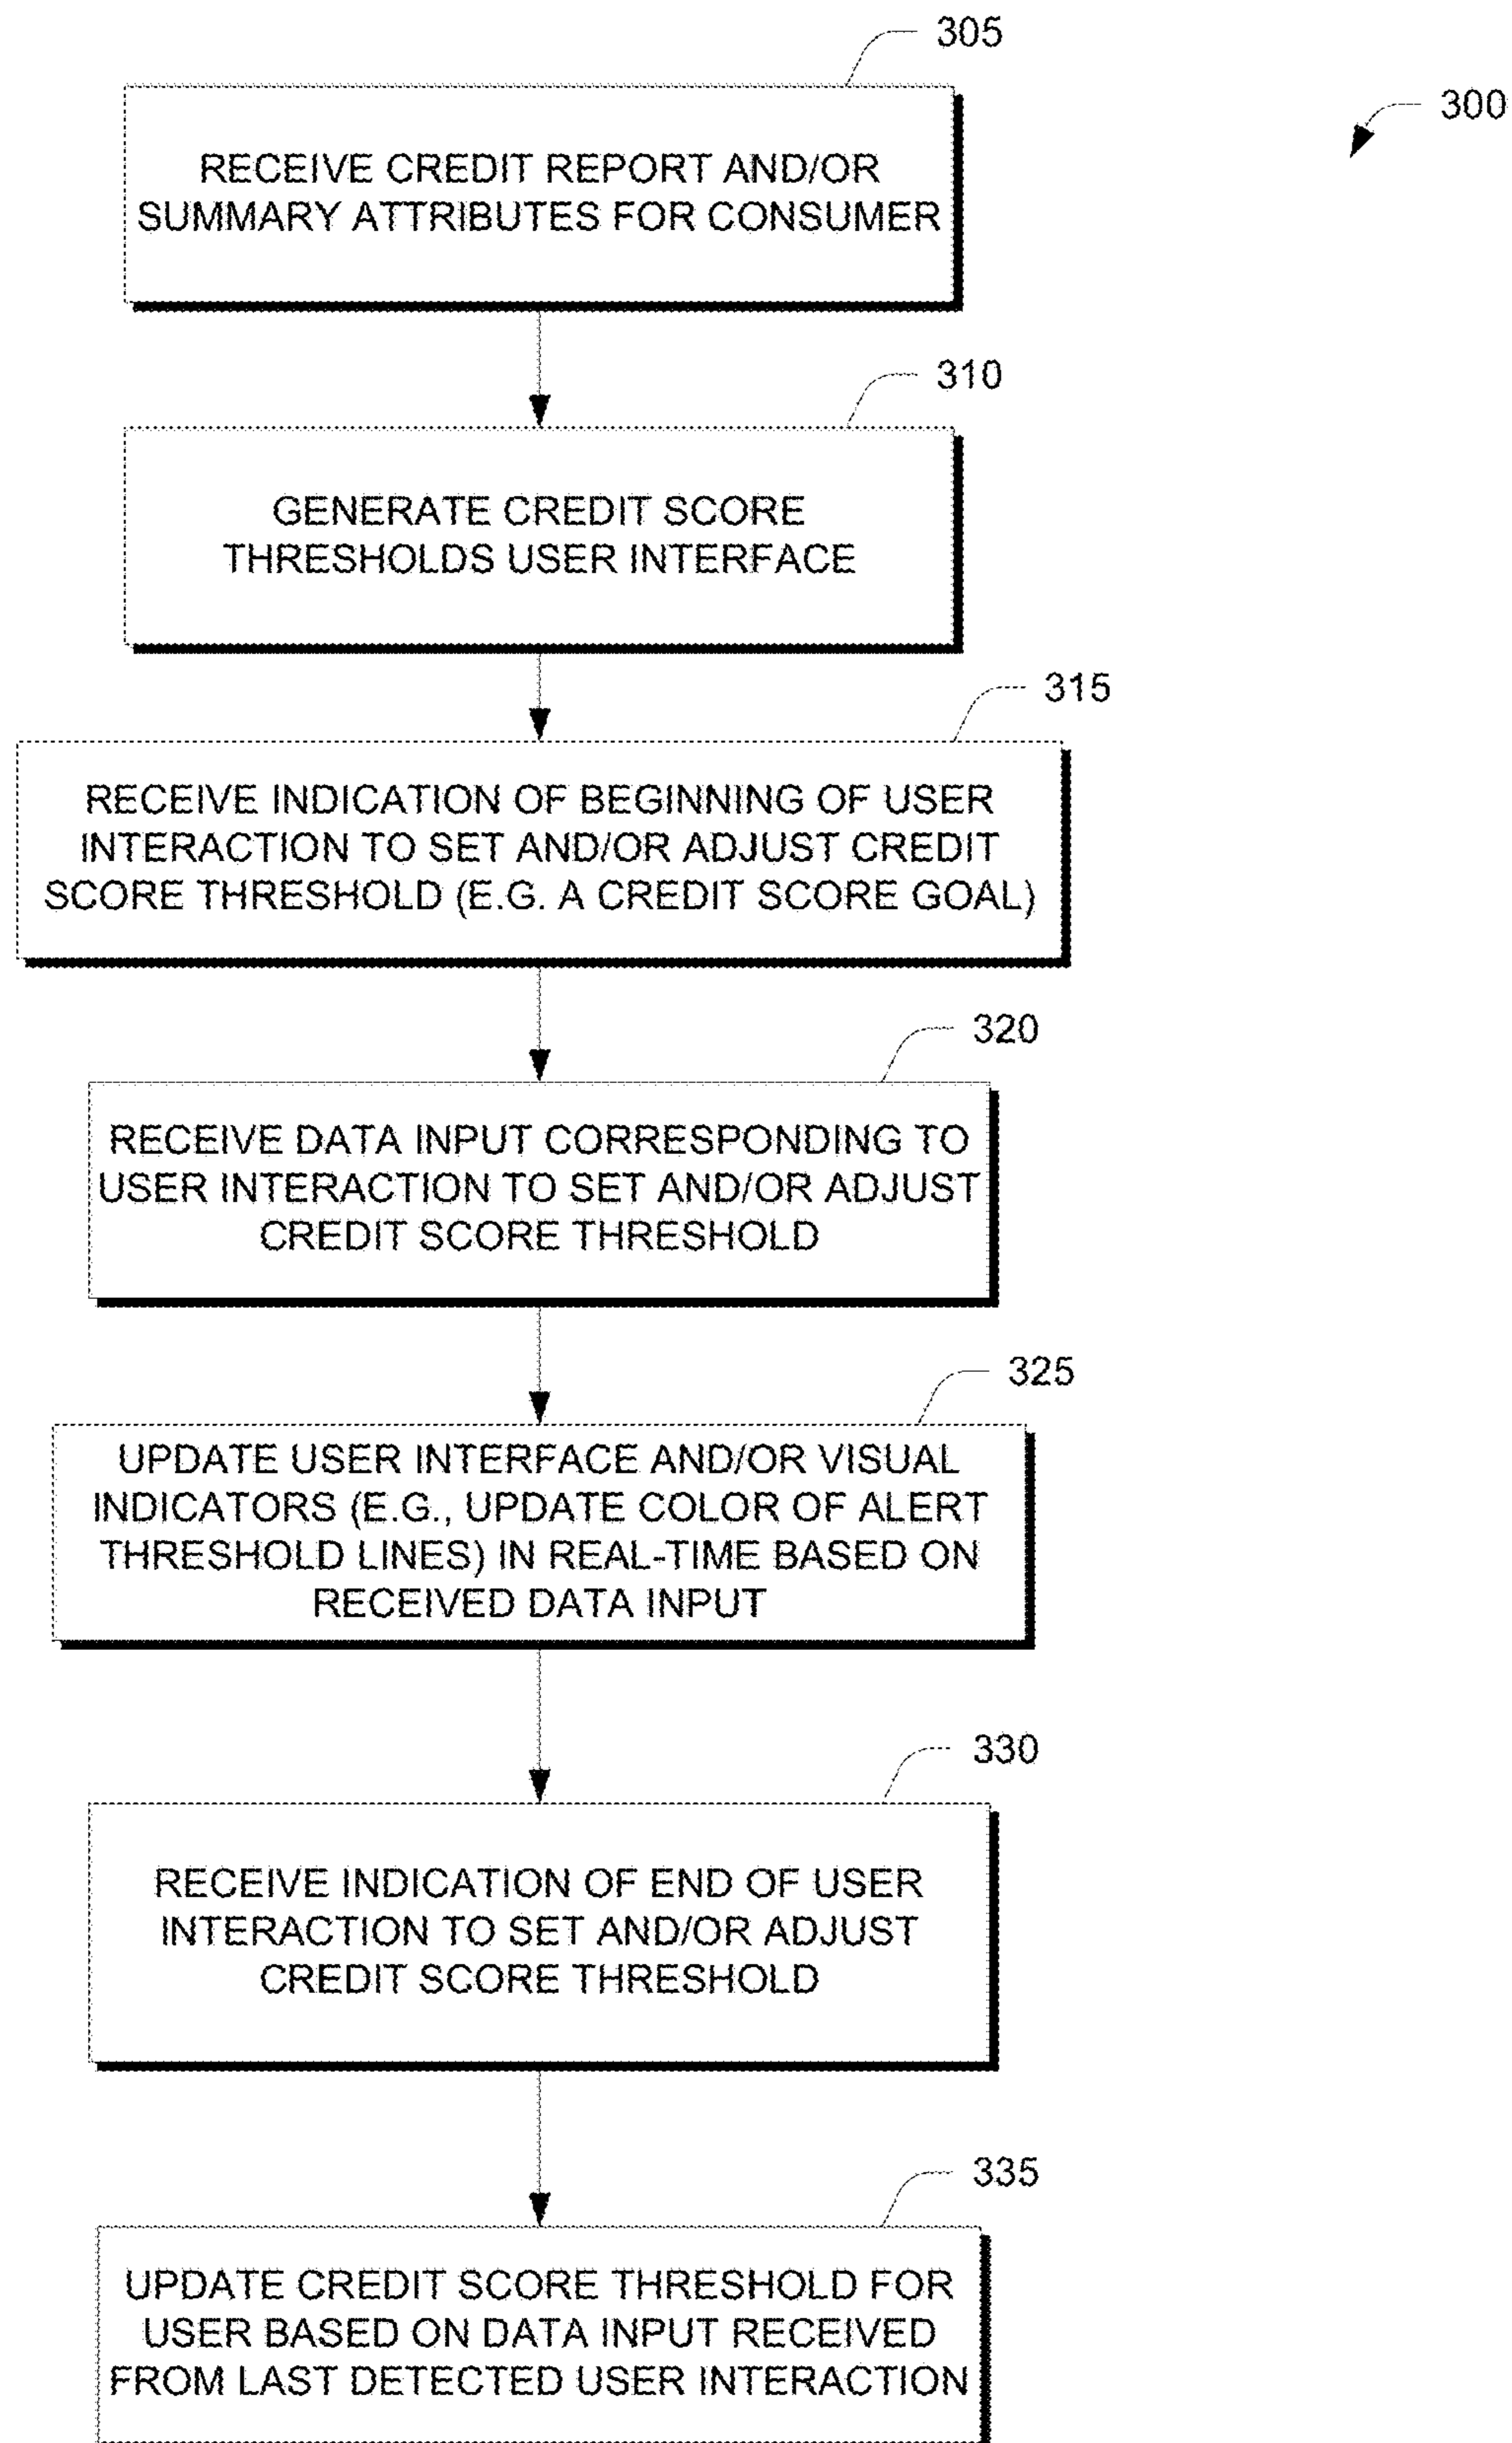 305
300
RECEIVE CREDIT REPORT AND/OR
SUMMARY ATTRIBUTES FOR CONSUMER
310
GENERATE CREDIT SCORE
THRESHOLDS USER INTERFACE
315
RECEIVE INDICATION OF BEGINNING OF USER
INTERACTION TO SET AND/OR ADJUST CREDIT
SCORE THRESHOLD (E.G. A CREDIT SCORE GOAL)
320
RECEIVE DATA INPUT CORRESPONDING TO
USER INTERACTION TO SET AND/OR ADJUST
CREDIT SCORE THRESHOLD
325
UPDATE USER INTERFACE AND/OR VISUAL
INDICATORS (E.G., UPDATE COLOR OF ALERT
THRESHOLD LINES) IN REAL-TIME BASED ON
RECEIVED DATA INPUT
330
RECEIVE INDICATION OF END OF USER
INTERACTION TO SET AND/OR ADJUST
CREDIT SCORE THRESHOLD
335
UPDATE CREDIT SCORE THRESHOLD FOR
USER BASED ON DATA INPUT RECEIVED
FROM LAST DETECTED USER INTERACTION